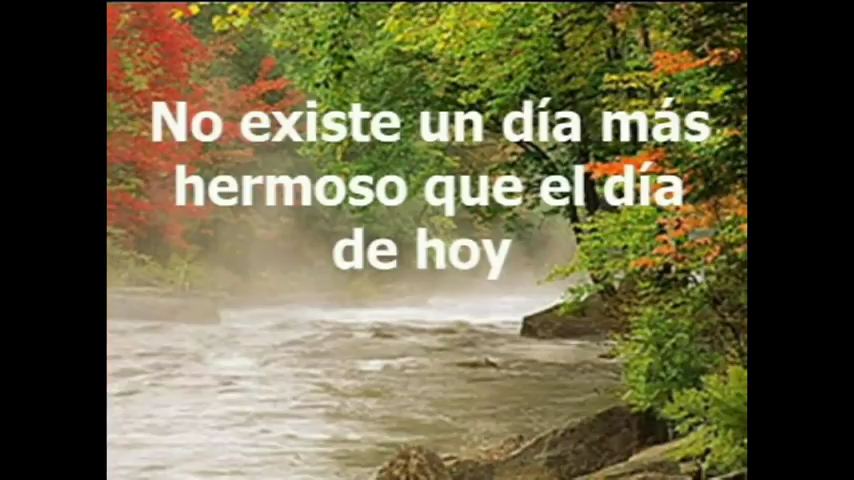 No existe un día más
hermoso que el día
de hoy